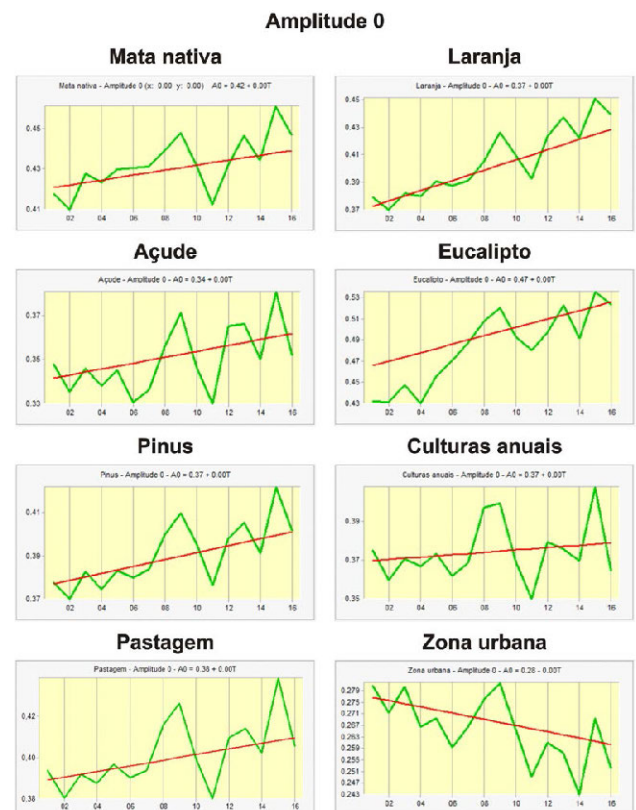 Amplitude 0
Mata nativa
Laranja
Mata nativa - Amplitude 0 (x: 0.00 y: 0.00) A0 = 0.42 + 0.00T
Laranja - Amplitude 0 - A0 = 0.37 + 0.00T
0.45
0.43
0.41
02 04 06 08 10 12 14 16
0.45
0.43
0.41
0.39
0.37
02 04 06 08 10 12 14 16
Açude
Eucalipto
Açude - Amplitude 0 - A0 = 0.34 + 0.00T
Eucalipto - Amplitude 0 - A0 = 0.47 + 0.00T
0.37
0.35
0.33
02 04 06 08 10 12 14 16
0.53
0.51
0.49
0.47
0.45
0.43
02 04 06 08 10 12 14 16
Pinus
Culturas anuais
Pinus - Amplitude 0 - A0 = 0.37 + 0.00T
Culturas anuais - Amplitude 0 - A0 = 0.37 + 0.00T
0.41
0.39
0.37
02 04 06 08 10 12 14 16
0.39
0.37
0.35
02 04 06 08 10 12 14 16
Pastagem
Zona urbana
Pastagem - Amplitude 0 - A0 = 0.38 + 0.00T
Zona urbana - Amplitude 0 - A0 = 0.28 - 0.00T
0.42
0.40
0.38
02 04 06 08 10 12 14 16
0.279
0.275
0.271
0.267
0.263
0.259
0.255
0.251
0.247
0.243
02 04 06 08 10 12 14 16